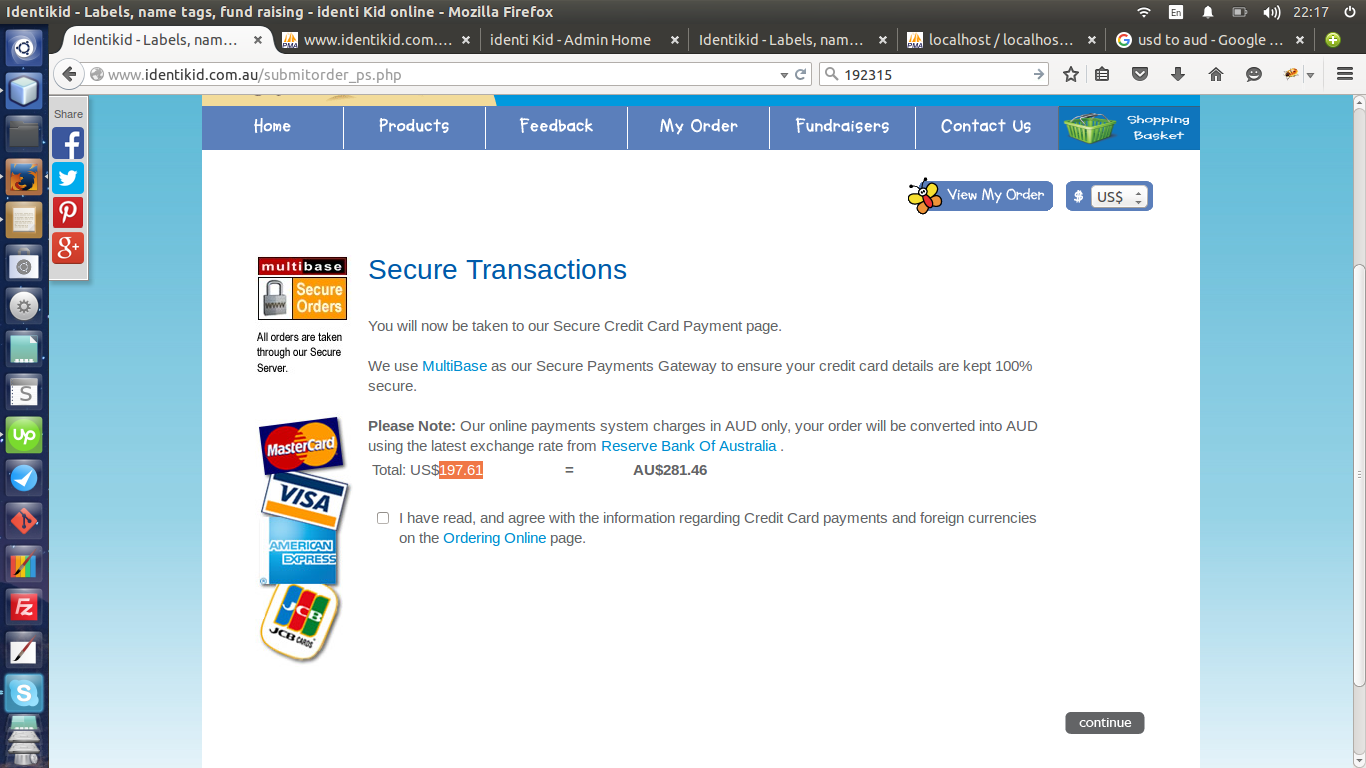 Identikid - Labels, name tags, fund raising - identi Kid online - Mozilla Firefox
En
22:17
Identikid - Labels, nam...
www.identikid.com....
identi Kid - Admin Home
Identikid - Labels, nam...
localhost / localhos...
usd to aud - Google ...
www.identikid.com.au/submitorder_ps.php
192315
Share
Home
Products
Feedback
My Order
Fundraisers
Contact Us
Shopping
Basket
View My Order
$ US$
multibase
www
Secure
Orders
All orders are taken
through our Secure
Server.
MasterCard
VISA
AMERICAN
EXPRESS
JCB
JCB CARDS
Secure Transactions
You will now be taken to our Secure Credit Card Payment page.
We use MultiBase as our Secure Payments Gateway to ensure your credit card details are kept 100%
secure.
Please Note: Our online payments system charges in AUD only, your order will be converted into AUD
using the latest exchange rate from Reserve Bank Of Australia .
Total: US$197.61 = AU$281.46
I have read, and agree with the information regarding Credit Card payments and foreign currencies
on the Ordering Online page.
continue